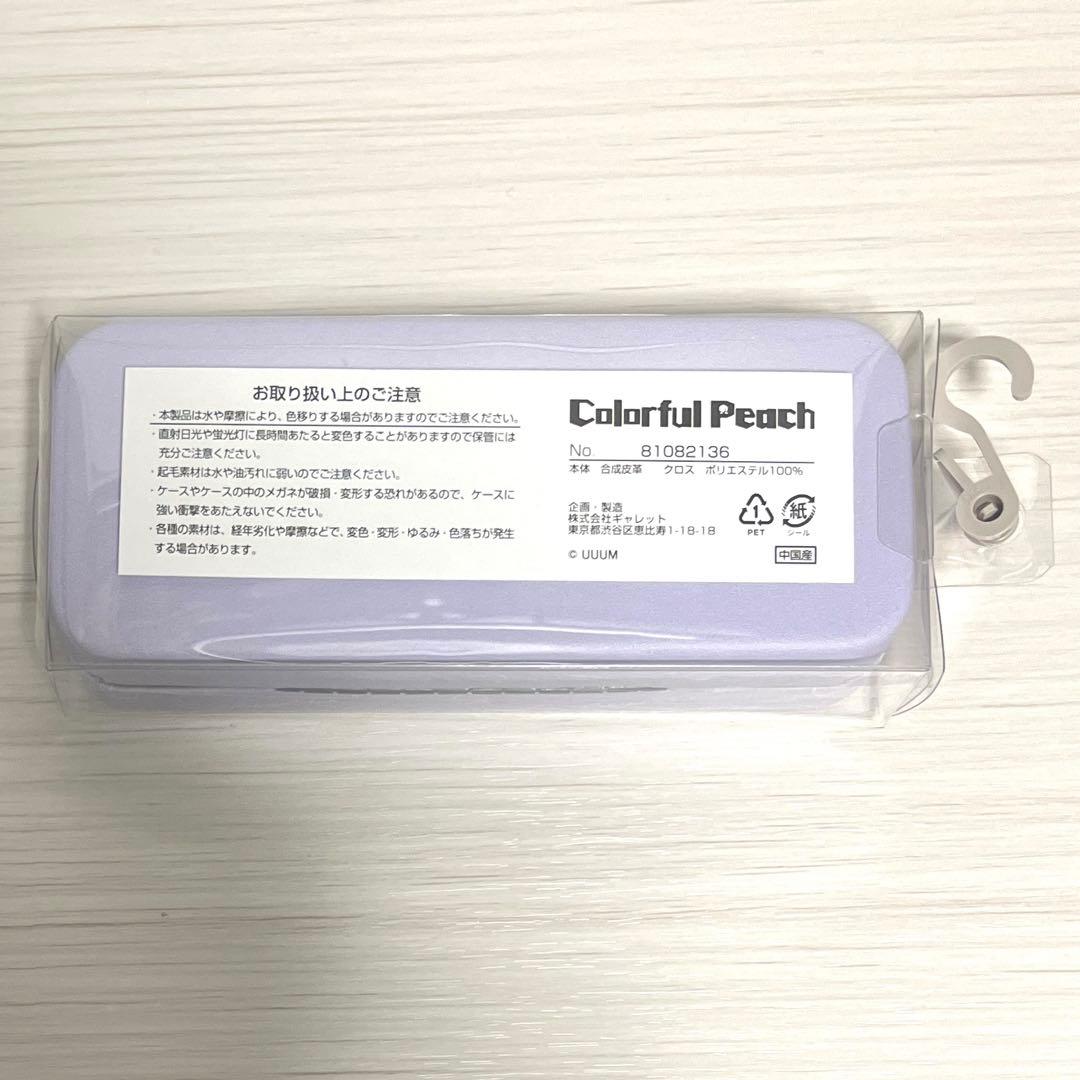 お取り扱い上のご注意
・本製品は水や摩擦により、色移りする場合がありますのでご注意ください。
・直射日光や蛍光灯に長時間あたると変色することがありますので保管には
充分ご注意ください。
・起毛素材は水や油汚れに弱いのでご注意ください。
・ケースやケースの中のメガネが破損・変形する恐れがあるので、ケースに
強い衝撃をあたえないでください。
・各種の素材は、経年劣化や摩擦などで、変色・変形・ゆるみ・色落ちが発生
する場合があります。
Colorful Peach
No. 81082136
本体 合成皮革 クロス ポリエステル100%
企画・製造
株式会社ギャレット
東京都渋谷区恵比寿1-18-18
© UUUM
1
PET
紙
シール
中国産